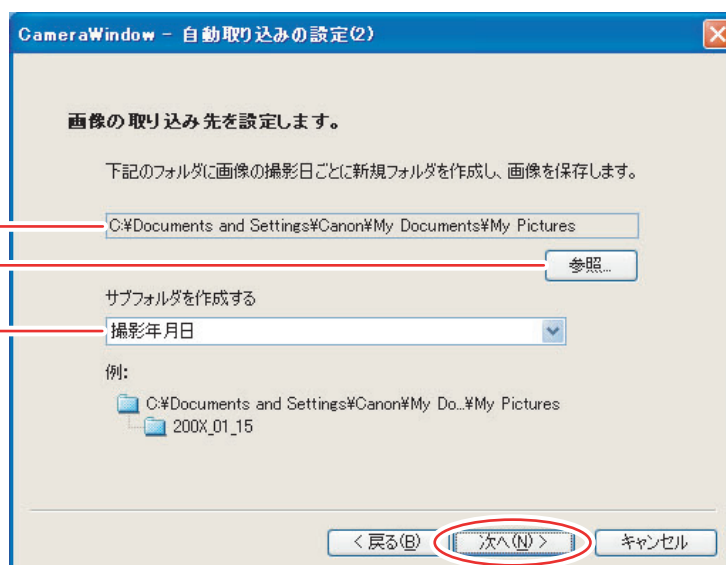 CameraWindow - 自動取り込みの設定(2)
画像の取り込み先を設定します。
下記のフォルダに画像の撮影日ごとに新規フォルダを作成し、画像を保存します。
C:¥Documents and Settings¥Canon¥My Documents¥My Pictures
参照...
サブフォルダを作成する
撮影年月日
例:
C:¥Documents and Settings¥Canon¥My Do...¥My Pictures
200X_01_15
< 戻る(B) 次へ(N) > キャンセル